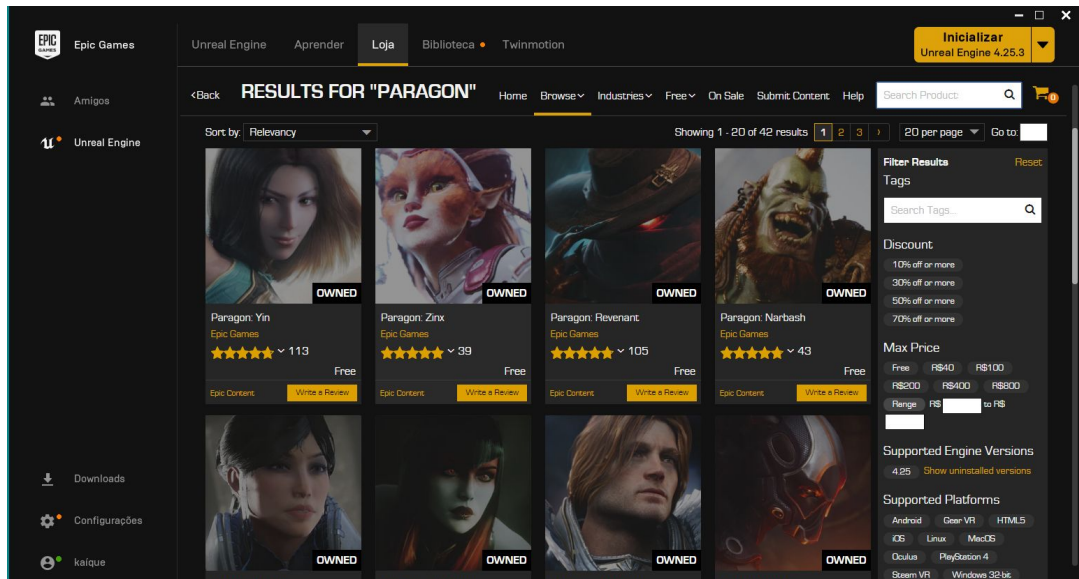 EPIC GAMES
Epic Games
Unreal Engine
Aprender
Loja
Biblioteca
Twinmotion
Inicializar
Unreal Engine 4.25.3
Amigos
Unreal Engine
Downloads
Configurações
kaíque
<Back
RESULTS FOR "PARAGON"
Home
Browse
Industries
Free
On Sale
Submit Content
Help
Search Product
0
Sort by: Relevancy
Showing 1 - 20 of 42 results
1 2 3
20 per page
Go to:
OWNED
Paragon: Yin
Epic Games
113
Free
Epic Content
Write a Review
OWNED
Paragon: Zinx
Epic Games
39
Free
Epic Content
Write a Review
OWNED
Paragon: Revenant
Epic Games
105
Free
Epic Content
Write a Review
OWNED
Paragon: Narbash
Epic Games
43
Free
Epic Content
Write a Review
OWNED
OWNED
OWNED
OWNED
Filter Results
Reset
Tags
Search Tags...
Discount
10% off or more
30% off or more
50% off or more
70% off or more
Max Price
Free R$40 R$100
R$200 R$400 R$800
Range R$ to R$
Supported Engine Versions
4.25 Show uninstalled versions
Supported Platforms
Android Gear VR HTML5
iOS Linux MacOS
Oculus PlayStation 4
Steam VR Windows 32-bit